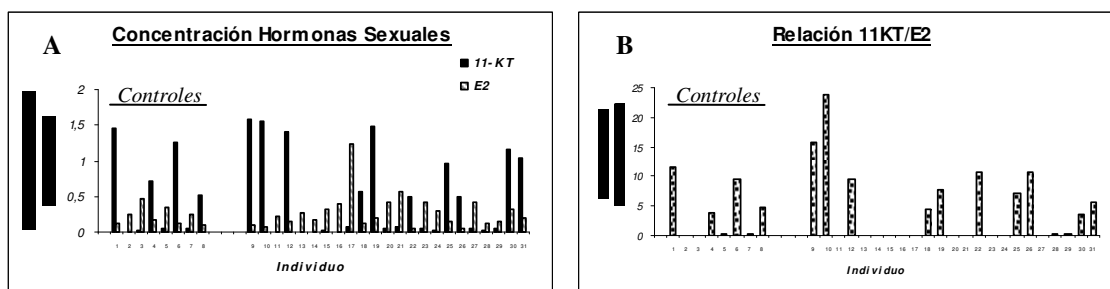 A
Concentración Hormonas Sexuales
11-KT
E2
Controles
2
1,5
1
0,5
0
1 2 3 4 5 6 7 8 9 10 11 12 13 14 15 16 17 18 19 20 21 22 23 24 25 26 27 28 29 30 31
Individuo
B
Relación 11KT/E2
Controles
25
20
15
10
5
0
1 2 3 4 5 6 7 8 9 10 11 12 13 14 15 16 17 18 19 20 21 22 23 24 25 26 27 28 29 30 31
Individuo